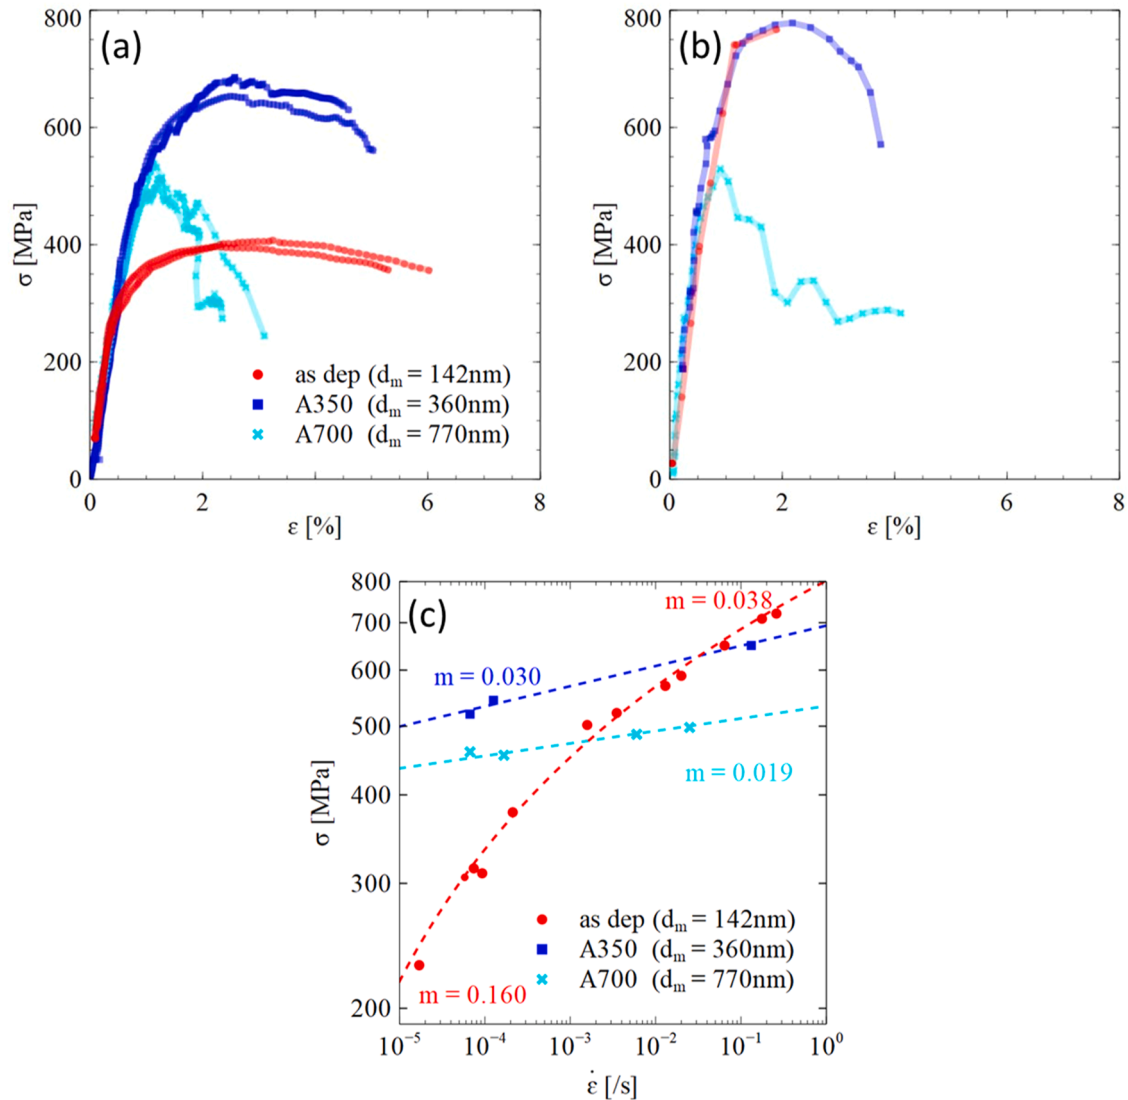 (a)
800
600
400
200
0
σ [MPa]
as dep (dₘ = 142nm)
A350 (dₘ = 360nm)
A700 (dₘ = 770nm)
0 2 4 6 8
ε [%]
(b)
800
600
400
200
0
σ [MPa]
0 2 4 6 8
ε [%]
(c)
800
700
600
500
400
300
200
σ [MPa]
m = 0.038
m = 0.030
m = 0.019
m = 0.160
as dep (dₘ = 142nm)
A350 (dₘ = 360nm)
A700 (dₘ = 770nm)
10⁻⁵ 10⁻⁴ 10⁻³ 10⁻² 10⁻¹ 10⁰
ε̇ [/s]